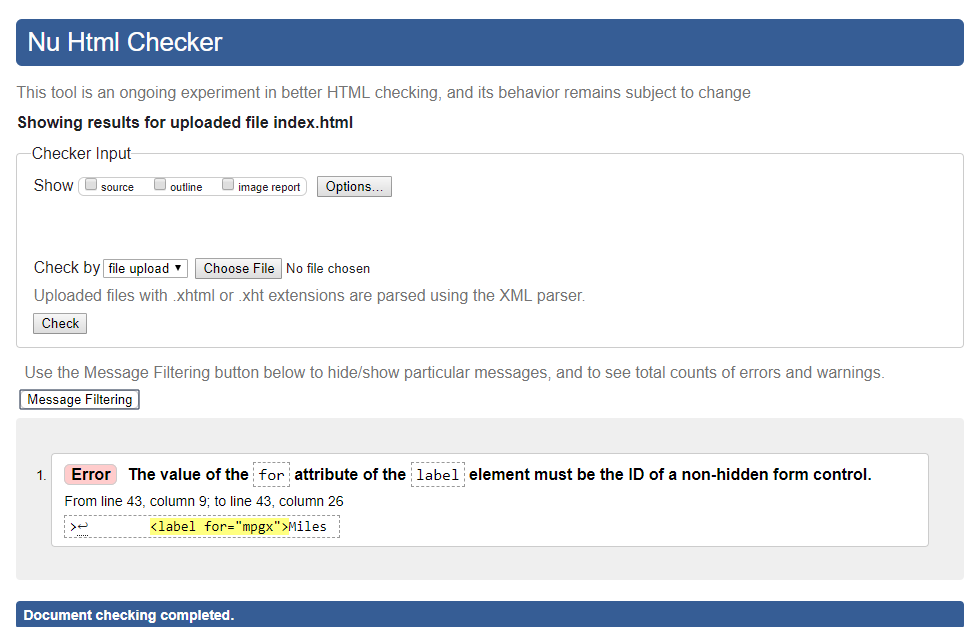 Nu Html Checker
This tool is an ongoing experiment in better HTML checking, and its behavior remains subject to change
Showing results for uploaded file index.html
Checker Input
Show source outline image report Options...
Check by file upload ▼ Choose File No file chosen
Uploaded files with .xhtml or .xht extensions are parsed using the XML parser.
Check
Use the Message Filtering button below to hide/show particular messages, and to see total counts of errors and warnings.
Message Filtering
1. Error The value of the for attribute of the label element must be the ID of a non-hidden form control.
From line 43, column 9; to line 43, column 26
>↩ <label for="mpgx">Miles
Document checking completed.